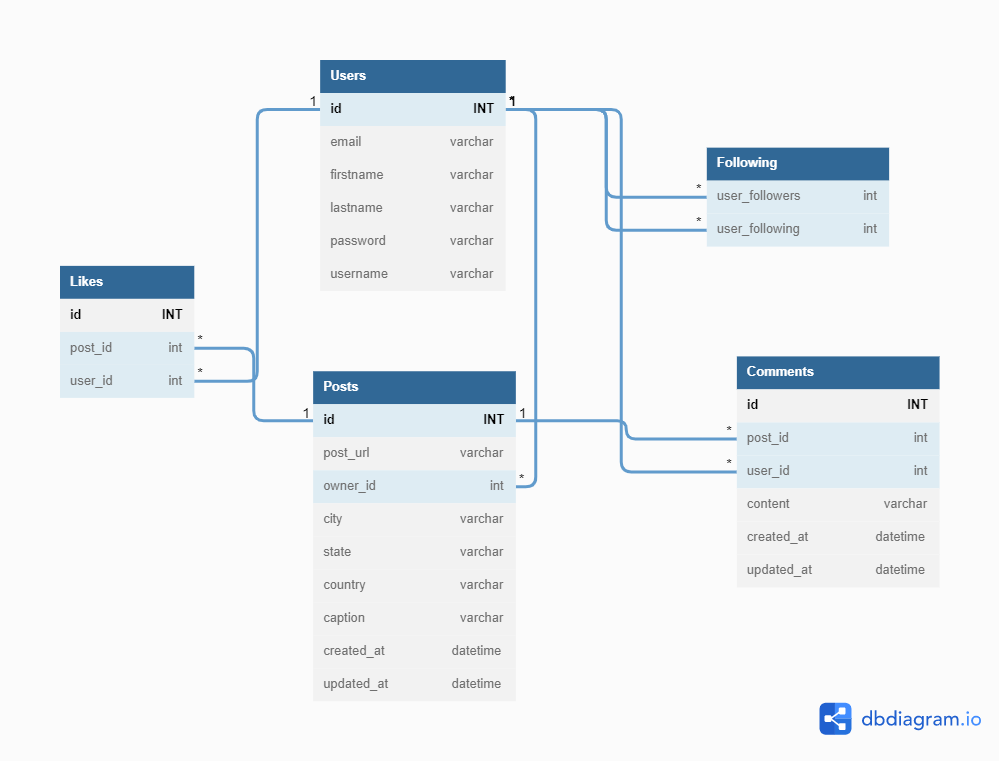 Users
1 id INT *1
email varchar
firstname varchar
lastname varchar
password varchar
username varchar
Following
* user_followers int
* user_following int
Likes
id INT
post_id int *
user_id int *
Posts
1 id INT 1
post_url varchar
owner_id int *
city varchar
state varchar
country varchar
caption varchar
created_at datetime
updated_at datetime
Comments
id INT
* post_id int
* user_id int
content varchar
created_at datetime
updated_at datetime
dbdiagram.io